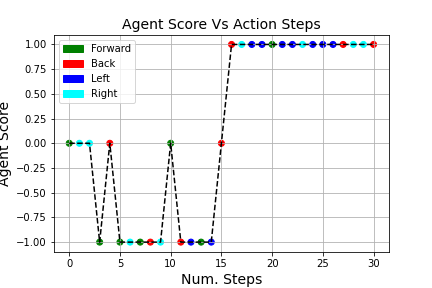 Agent Score Vs Action Steps
Agent Score
1.00
0.75
0.50
0.25
0.00
−0.25
−0.50
−0.75
−1.00
Forward
Back
Left
Right
0
5
10
15
20
25
30
Num. Steps